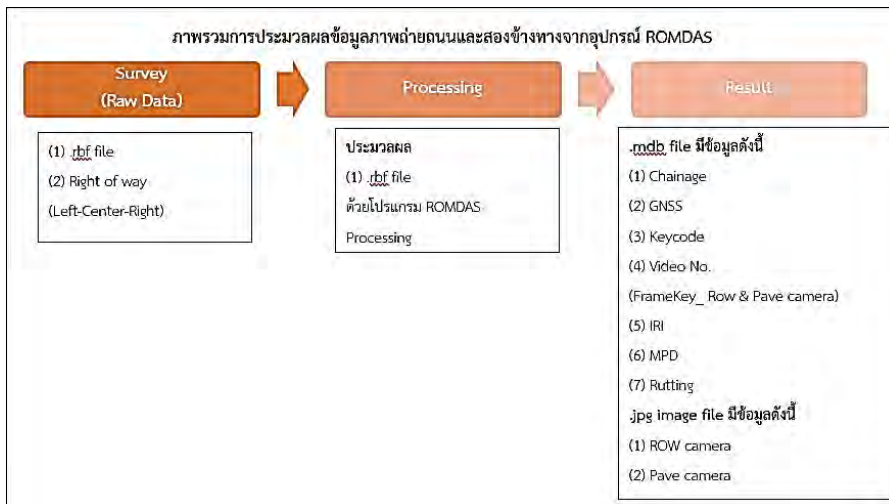 ภาพรวมการประมวลผลข้อมูลภาพถ่ายถนนและสองข้างทางจากอุปกรณ์ ROMDAS
Survey
(Raw Data)
Processing
Result
(1) .rbf file
(2) Right of way
(Left-Center-Right)
ประมวลผล
(1) .rbf file
ด้วยโปรแกรม ROMDAS
Processing
.mdb file มีข้อมูลดังนี้
(1) Chainage
(2) GNSS
(3) Keycode
(4) Video No.
(FrameKey_ Row & Pave camera)
(5) IRI
(6) MPD
(7) Rutting
.jpg image file มีข้อมูลดังนี้
(1) ROW camera
(2) Pave camera